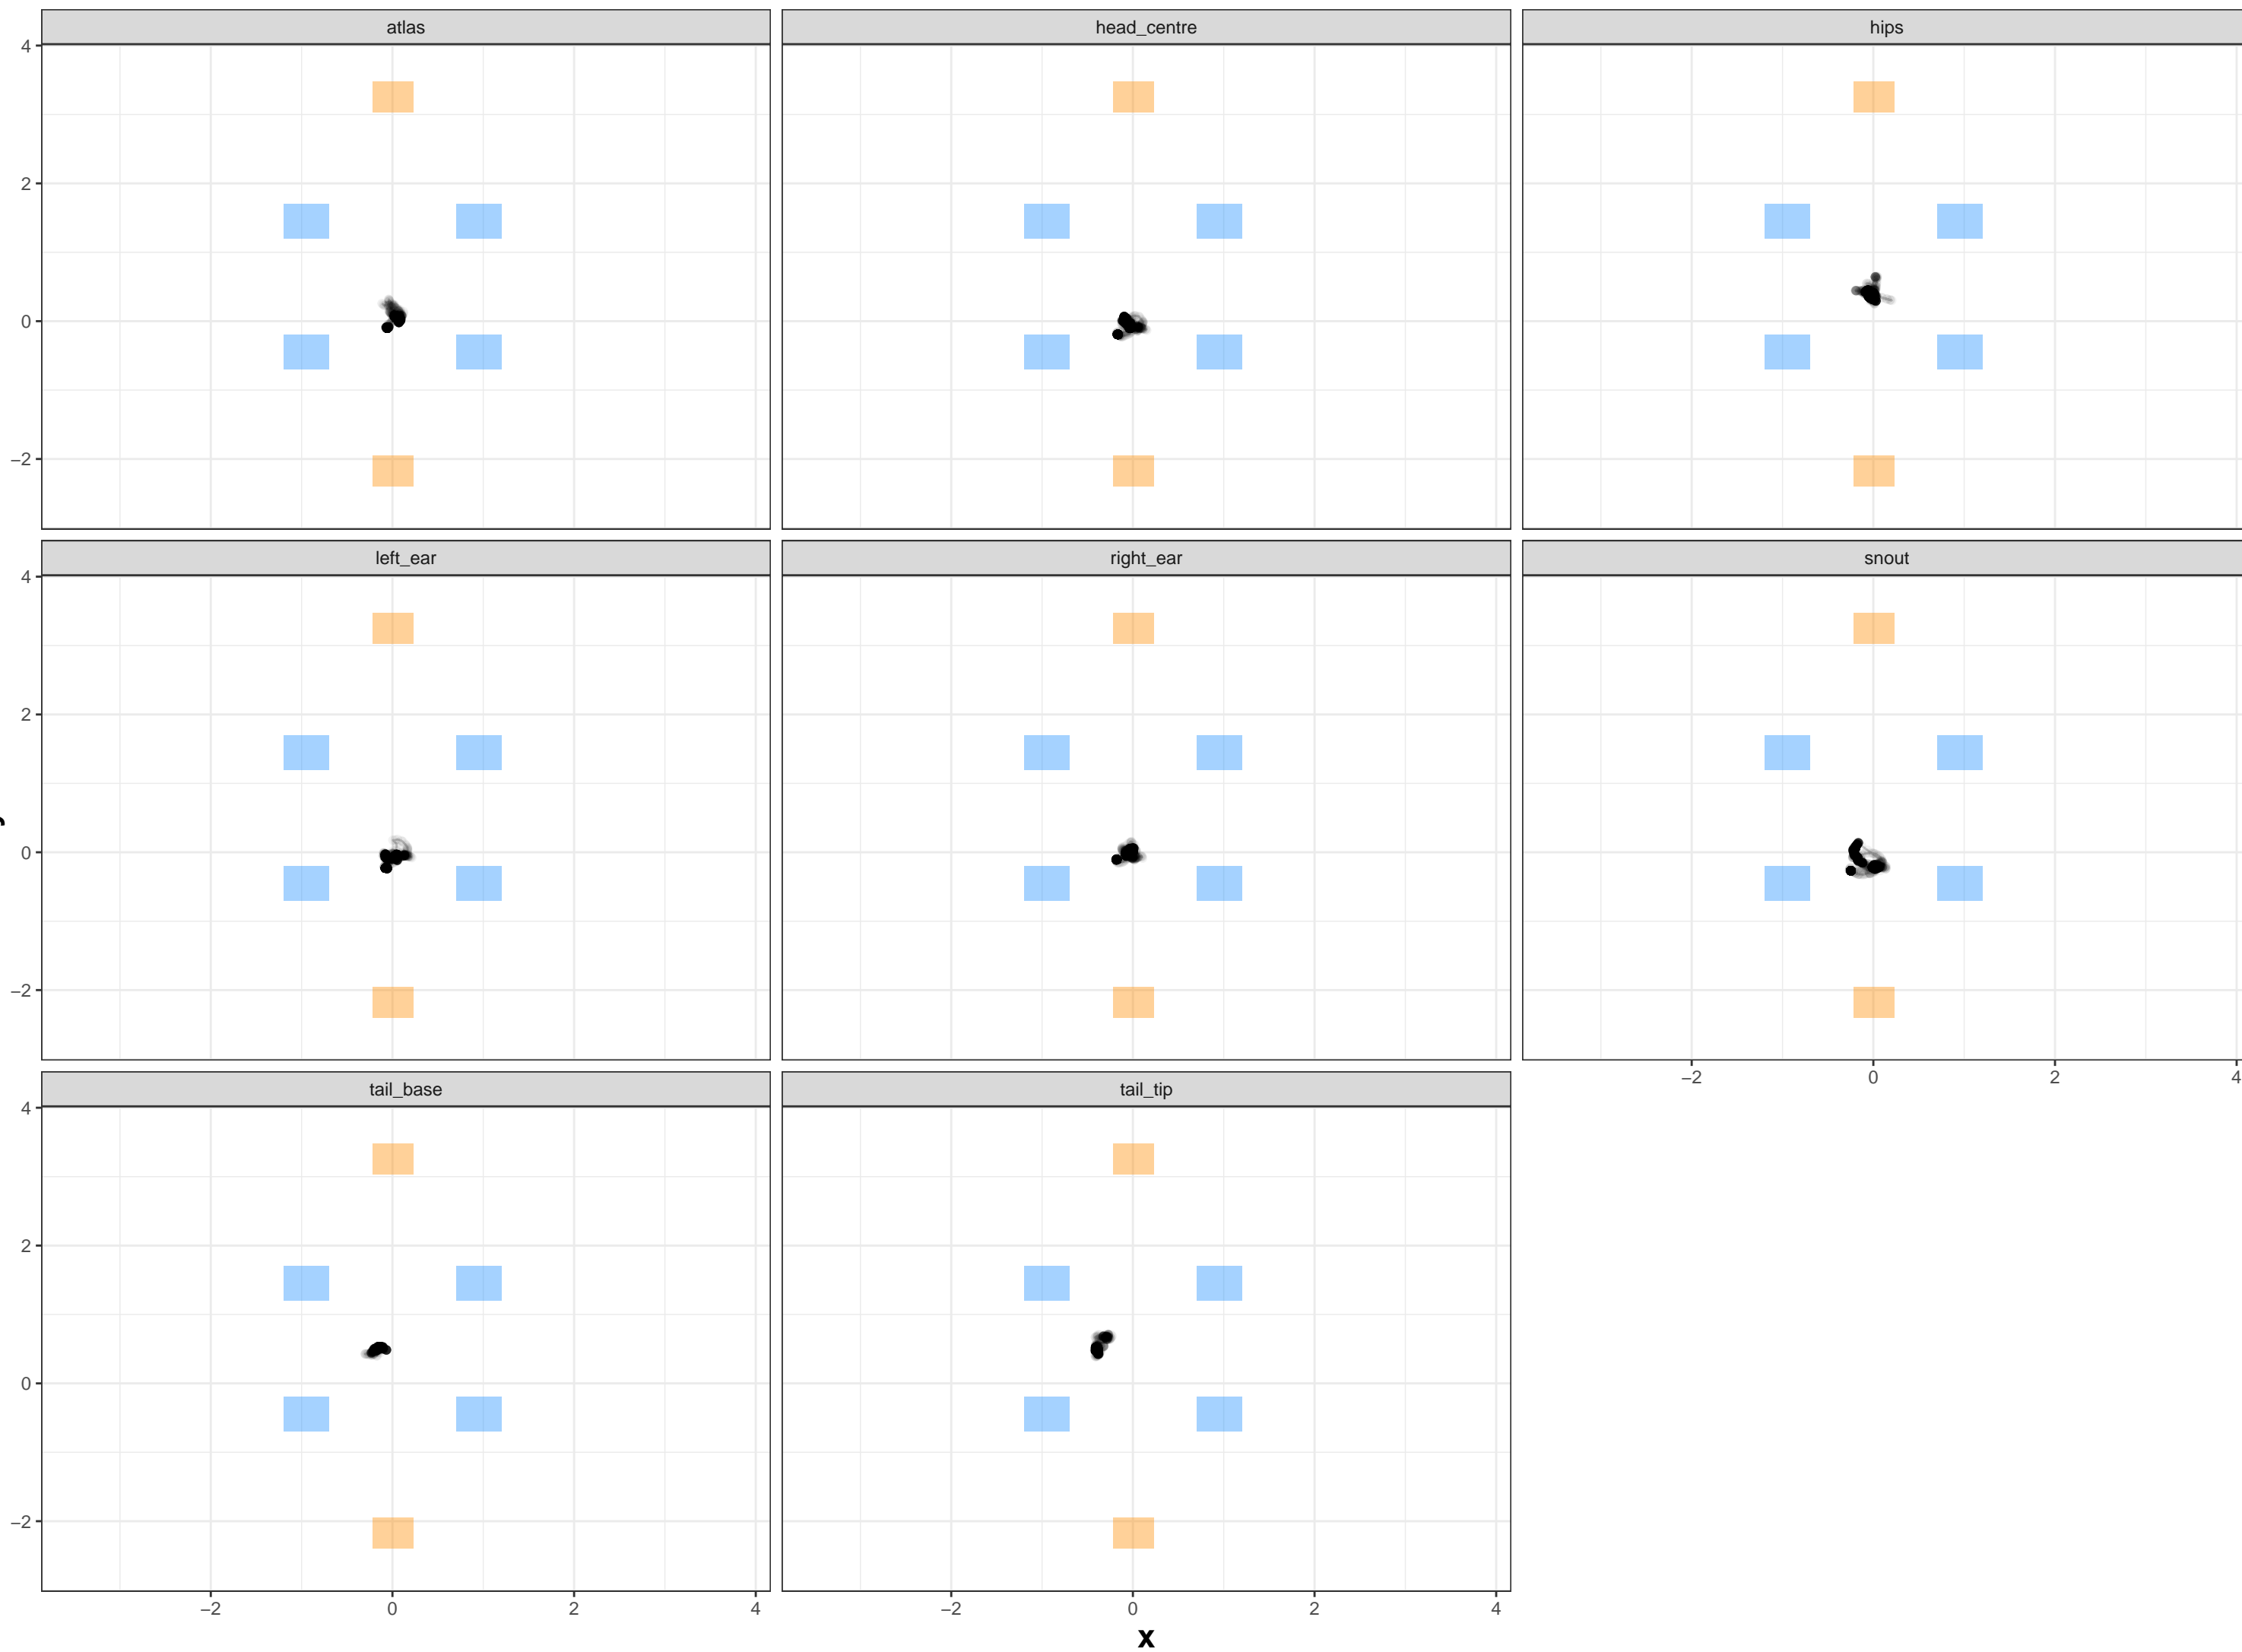 atlas head_centre hips
4
2
0
−2
left_ear right_ear snout
4
2
0
−2
−2 0 2 4
tail_base tail_tip
4
2
0
−2
−2 0 2 4 −2 0 2 4
x